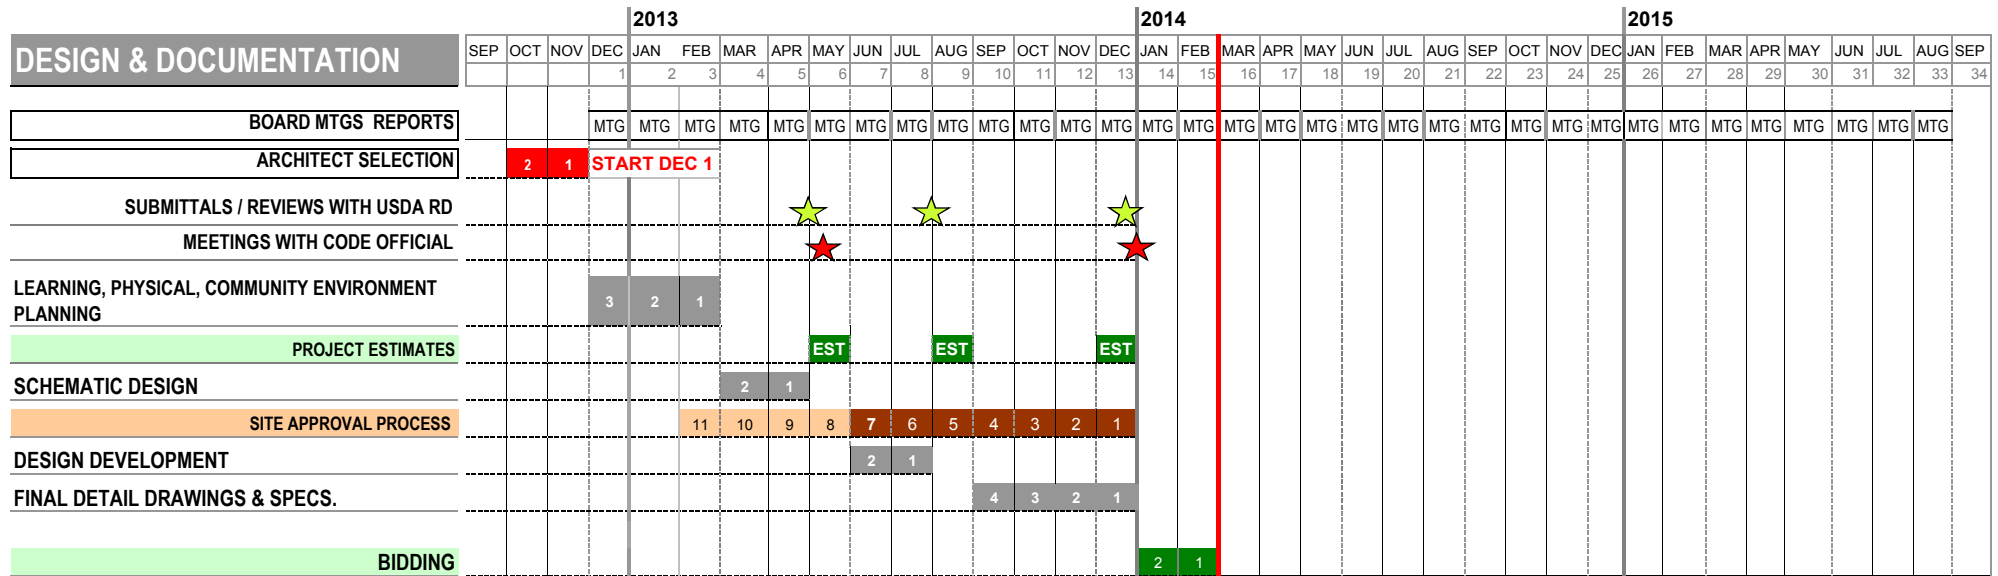 2013 2014 2015
DESIGN & DOCUMENTATION SEP OCT NOV DEC JAN FEB MAR APR MAY JUN JUL AUG SEP OCT NOV DEC JAN FEB MAR APR MAY JUN JUL AUG SEP OCT NOV DEC JAN FEB MAR APR MAY JUN JUL AUG SEP
1 2 3 4 5 6 7 8 9 10 11 12 13 14 15 16 17 18 19 20 21 22 23 24 25 26 27 28 29 30 31 32 33 34
BOARD MTGS REPORTS MTG MTG MTG MTG MTG MTG MTG MTG MTG MTG MTG MTG MTG MTG MTG MTG MTG MTG MTG MTG MTG MTG MTG MTG MTG MTG MTG MTG MTG MTG MTG MTG MTG
ARCHITECT SELECTION 2 1 START DEC 1
SUBMITTALS / REVIEWS WITH USDA RD
MEETINGS WITH CODE OFFICIAL
LEARNING, PHYSICAL, COMMUNITY ENVIRONMENT
PLANNING 3 2 1
PROJECT ESTIMATES EST EST EST
SCHEMATIC DESIGN 2 1
SITE APPROVAL PROCESS 11 10 9 8 7 6 5 4 3 2 1
DESIGN DEVELOPMENT 2 1
FINAL DETAIL DRAWINGS & SPECS. 4 3 2 1
BIDDING 2 1